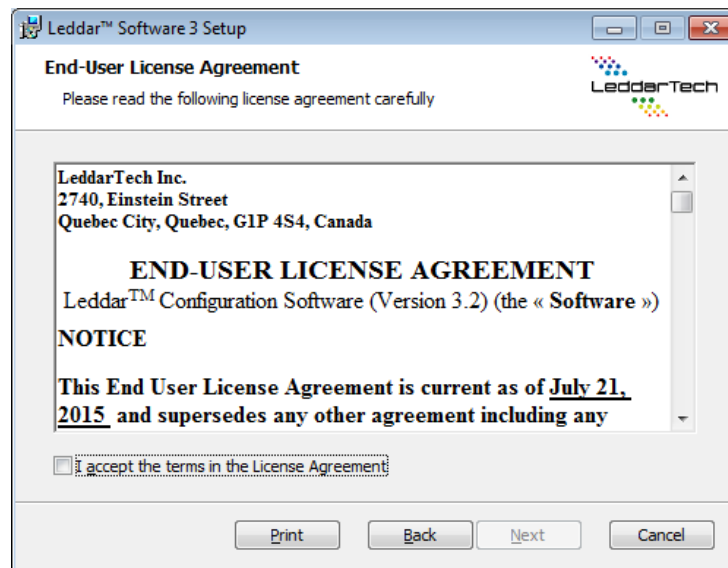 Leddar™ Software 3 Setup
End-User License Agreement
Please read the following license agreement carefully
LeddarTech
LeddarTech Inc.
2740, Einstein Street
Quebec City, Quebec, G1P 4S4, Canada
END-USER LICENSE AGREEMENT
Leddar™ Configuration Software (Version 3.2) (the « Software »)
NOTICE
This End User License Agreement is current as of July 21,
2015 and supersedes any other agreement including any
I accept the terms in the License Agreement
Print Back Next Cancel